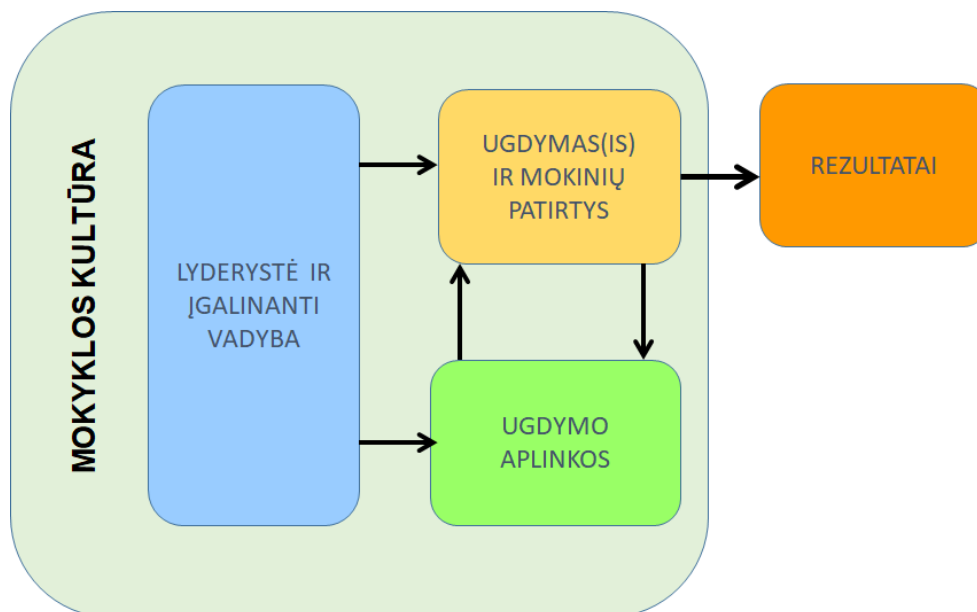 MOKYKLOS KULTŪRA
LYDERYSTĖ IR
ĮGALINANTI
VADYBA
UGDYMAS(IS)
IR MOKINIŲ
PATIRTYS
UGDYMO
APLINKOS
REZULTATAI